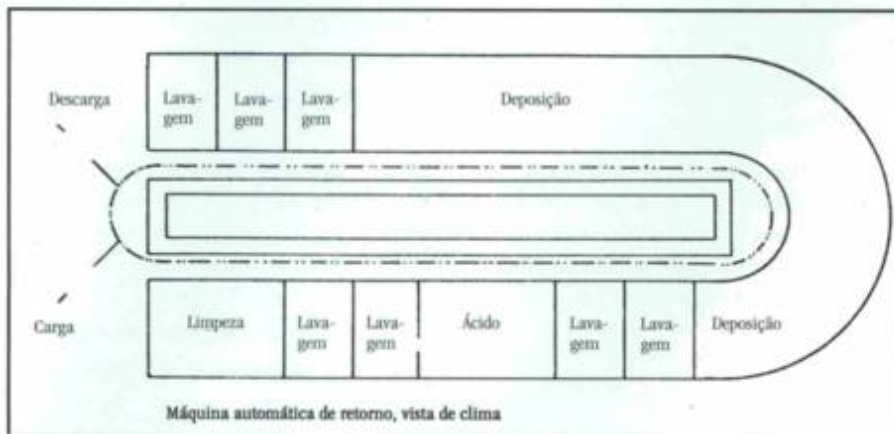 Descarga
Lava-
gem
Lava-
gem
Lava-
gem
Deposição
Carga
Limpeza
Lava-
gem
Lava-
gem
Ácido
Lava-
gem
Lava-
gem
Deposição
Máquina automática de retorno, vista de clima